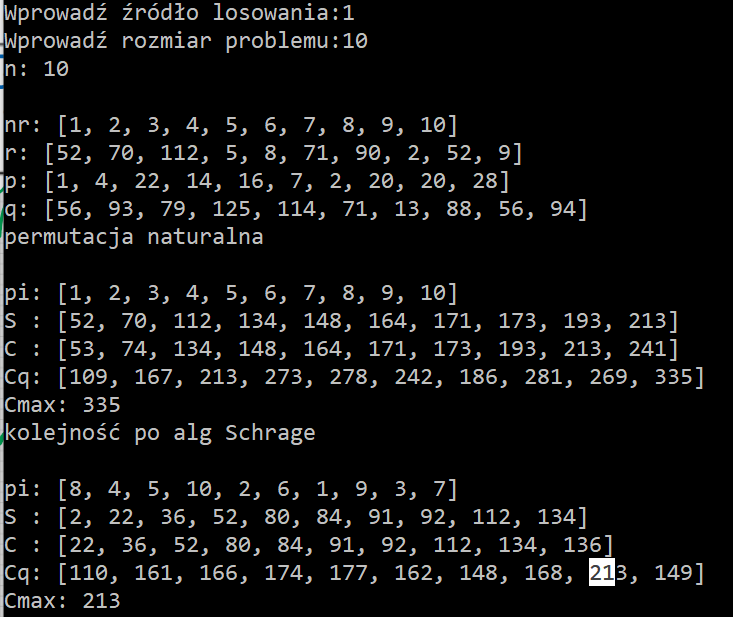 Wprowadź źródło losowania:1
Wprowadź rozmiar problemu:10
n: 10
nr: [1, 2, 3, 4, 5, 6, 7, 8, 9, 10]
r: [52, 70, 112, 5, 8, 71, 90, 2, 52, 9]
p: [1, 4, 22, 14, 16, 7, 2, 20, 20, 28]
q: [56, 93, 79, 125, 114, 71, 13, 88, 56, 94]
permutacja naturalna
pi: [1, 2, 3, 4, 5, 6, 7, 8, 9, 10]
S : [52, 70, 112, 134, 148, 164, 171, 173, 193, 213]
C : [53, 74, 134, 148, 164, 171, 173, 193, 213, 241]
Cq: [109, 167, 213, 273, 278, 242, 186, 281, 269, 335]
Cmax: 335
kolejność po alg Schrage
pi: [8, 4, 5, 10, 2, 6, 1, 9, 3, 7]
S : [2, 22, 36, 52, 80, 84, 91, 92, 112, 134]
C : [22, 36, 52, 80, 84, 91, 92, 112, 134, 136]
Cq: [110, 161, 166, 174, 177, 162, 148, 168, 213, 149]
Cmax: 213